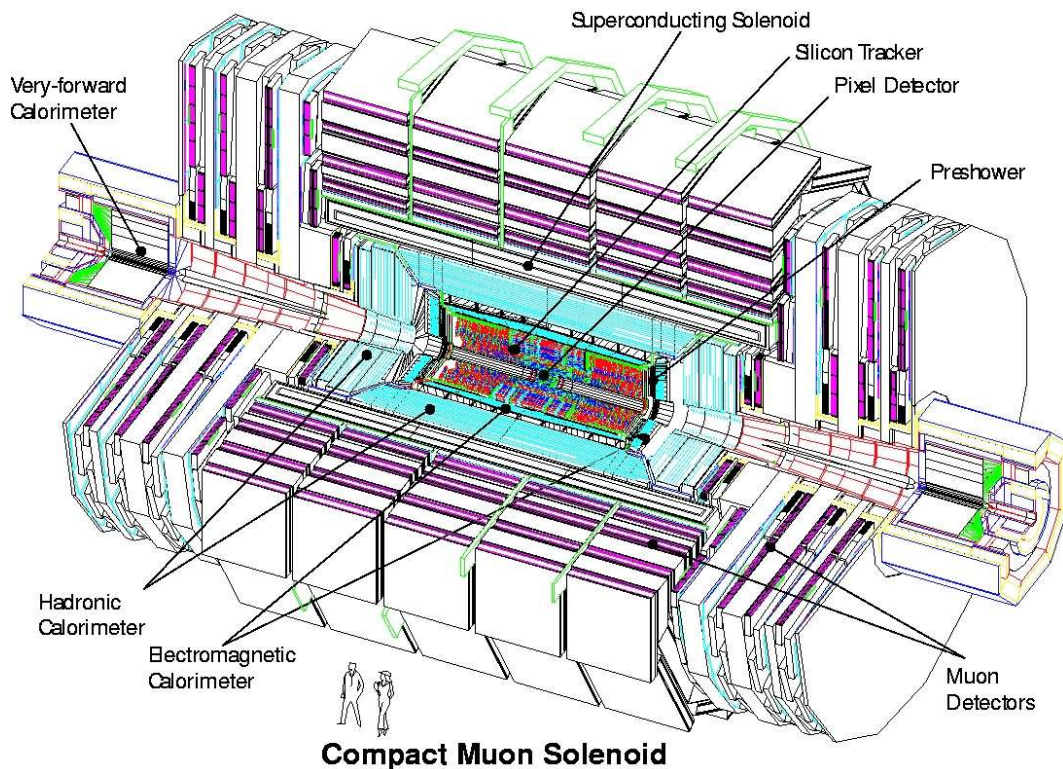 Superconducting Solenoid
Silicon Tracker
Pixel Detector
Very-forward
Calorimeter
Preshower
Hadronic
Calorimeter
Electromagnetic
Calorimeter
Muon
Detectors
Compact Muon Solenoid